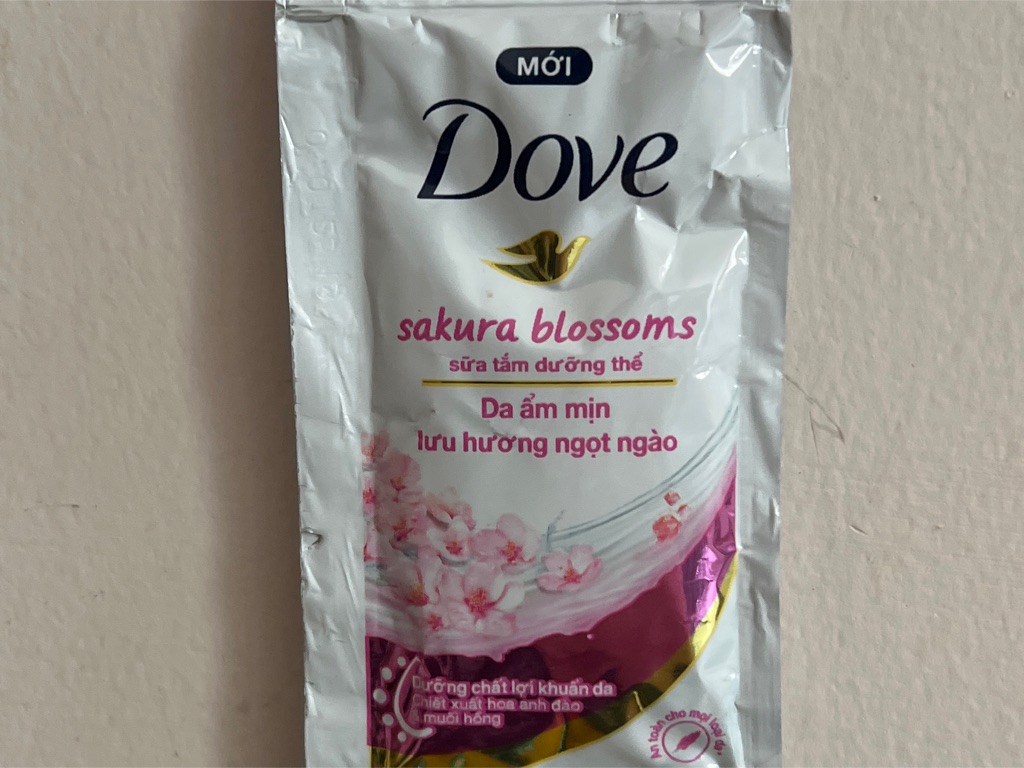 MỚI
Dove
sakura blossoms
sữa tắm dưỡng thể
Da ẩm mịn
lưu hương ngọt ngào
Dưỡng chất lợi khuẩn da
Chiết xuất hoa anh đào
& muối hồng
An toàn cho mọi loại da